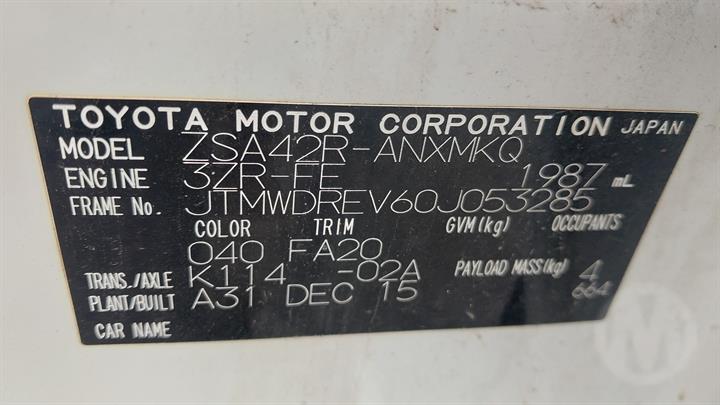 TOYOTA MOTOR CORPORATION JAPAN
MODEL ZSA42R-ANXMKQ
ENGINE 3ZR-FE 1987 mL
FRAME No. JTMWDREV60J053285
COLOR TRIM GVM(kg) OCCUPANTS
040 FA20
TRANS./AXLE K114 -02A PAYLOAD MASS(kg) 4
PLANT/BUILT A31 DEC 15 664
CAR NAME
M